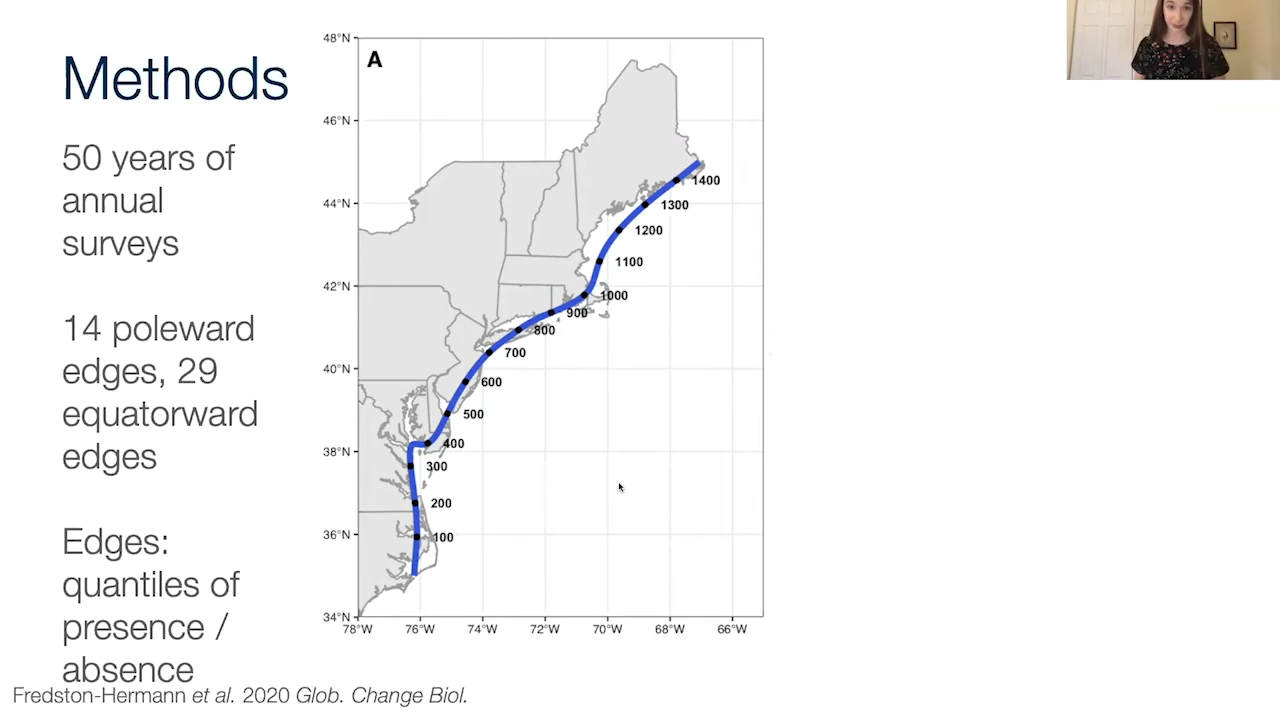 Methods
50 years of
annual
surveys
14 poleward
edges, 29
equatorward
edges
Edges:
quantiles of
presence /
absence
Fredston-Hermann et al. 2020 Glob. Change Biol.
A
48°N
46°N
44°N
42°N
40°N
38°N
36°N
34°N
78°W 76°W 74°W 72°W 70°W 68°W 66°W
1400
1300
1200
1100
1000
900
800
700
600
500
400
300
200
100